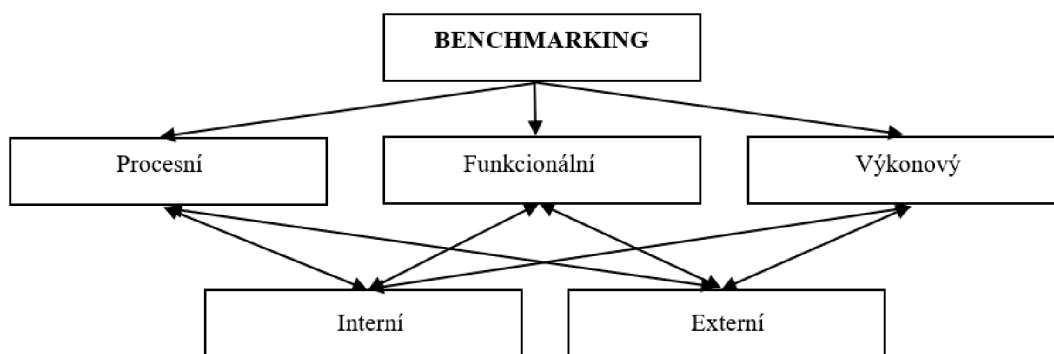 BENCHMARKING
Procesní
Funkcionální
Výkonový
Interní
Externí